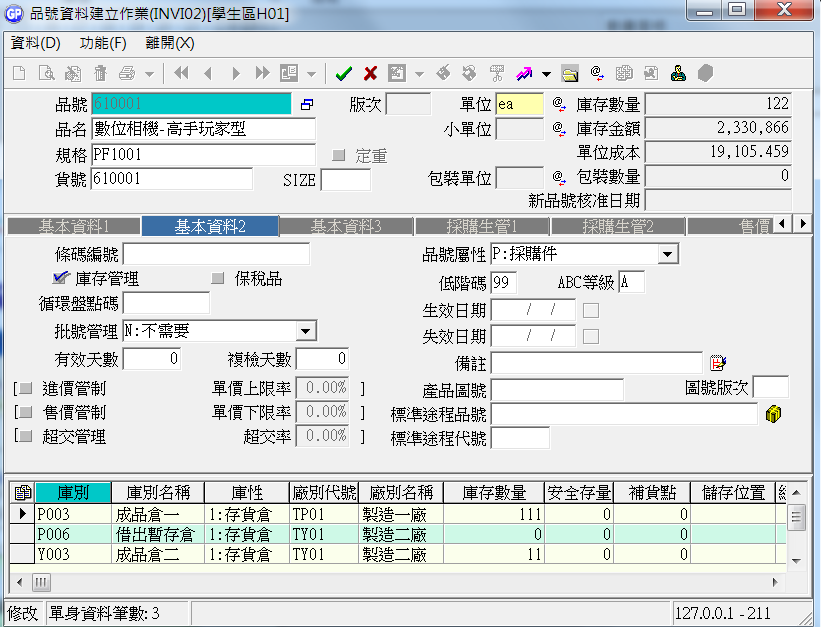 品號資料建立作業(INVI02)[學生區H01]
資料(D) 功能(F) 離開(X)
品號 610001 版次 單位 ea 庫存數量 122
品名 數位相機-高手玩家型 小單位 庫存金額 2,330,866
規格 PF1001 定重 單位成本 19,105.459
貨號 610001 SIZE 包裝單位 包裝數量 0
新品號核准日期
基本資料1 基本資料2 基本資料3 採購生管1 採購生管2 售價
條碼編號 品號屬性 P:採購件
庫存管理 保稅品 低階碼 99 ABC等級 A
循環盤點碼 生效日期 / /
批號管理 N:不需要 失效日期 / /
有效天數 0 複檢天數 0 備註
[ 進價管制 單價上限率 0.00% ] 產品圖號 圖號版次
[ 售價管制 單價下限率 0.00% ] 標準途程品號
[ 超交管理 超交率 0.00% ] 標準途程代號
庫別 庫別名稱 庫性 廠別代號 廠別名稱 庫存數量 安全存量 補貨點 儲存位置
P003 成品倉一 1:存貨倉 TP01 製造一廠 111 0 0
P006 借出暫存倉 1:存貨倉 TY01 製造二廠 0 0 0
Y003 成品倉二 1:存貨倉 TY01 製造二廠 11 0 0
修改 單身資料筆數: 3 127.0.0.1 - 211